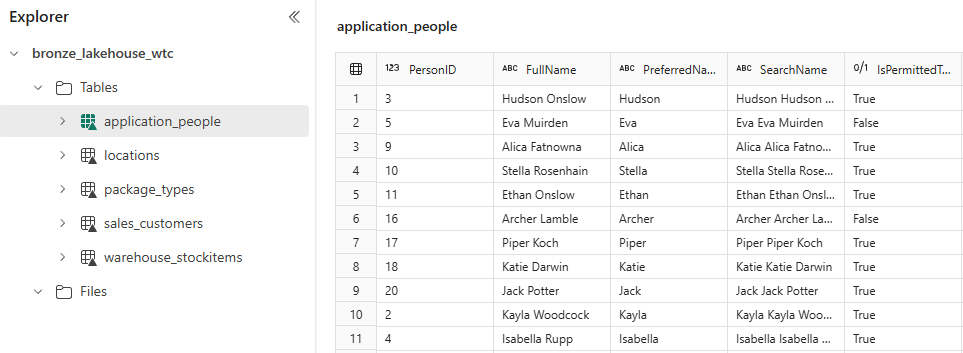 Explorer
bronze_lakehouse_wtc
Tables
application_people
locations
package_types
sales_customers
warehouse_stockitems
Files
application_people
123 PersonID ABC FullName ABC PreferredNa... ABC SearchName 0/1 IsPermittedT...
1 3 Hudson Onslow Hudson Hudson Hudson ... True
2 5 Eva Muirden Eva Eva Eva Muirden False
3 9 Alica Fatnowna Alica Alica Alica Fatno... True
4 10 Stella Rosenhain Stella Stella Stella Rose... True
5 11 Ethan Onslow Ethan Ethan Ethan Onsl... True
6 16 Archer Lamble Archer Archer Archer La... False
7 17 Piper Koch Piper Piper Piper Koch True
8 18 Katie Darwin Katie Katie Katie Darwin True
9 20 Jack Potter Jack Jack Jack Potter True
10 2 Kayla Woodcock Kayla Kayla Kayla Woo... True
11 4 Isabella Rupp Isabella Isabella Isabella ... True